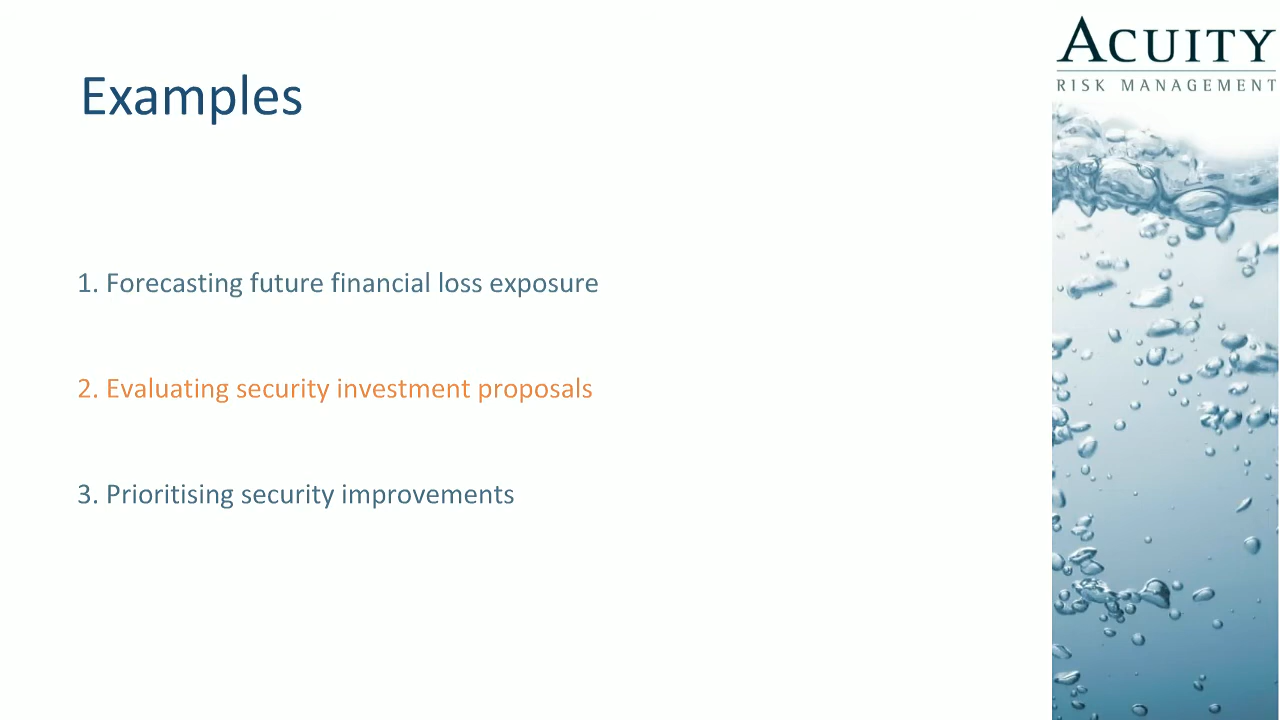 ACUITY
RISK MANAGEMENT
Examples
1. Forecasting future financial loss exposure
2. Evaluating security investment proposals
3. Prioritising security improvements